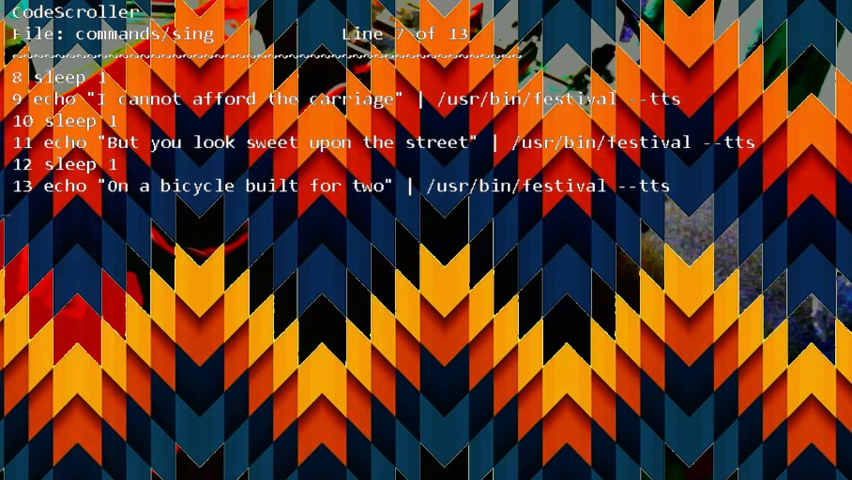 CodeScroller
File: commands/sing Line 7 of 13
8 sleep 1
9 echo "I cannot afford the carriage" | /usr/bin/festival --tts
10 sleep 1
11 echo "But you look sweet upon the street" | /usr/bin/festival --tts
12 sleep 1
13 echo "On a bicycle built for two" | /usr/bin/festival --tts